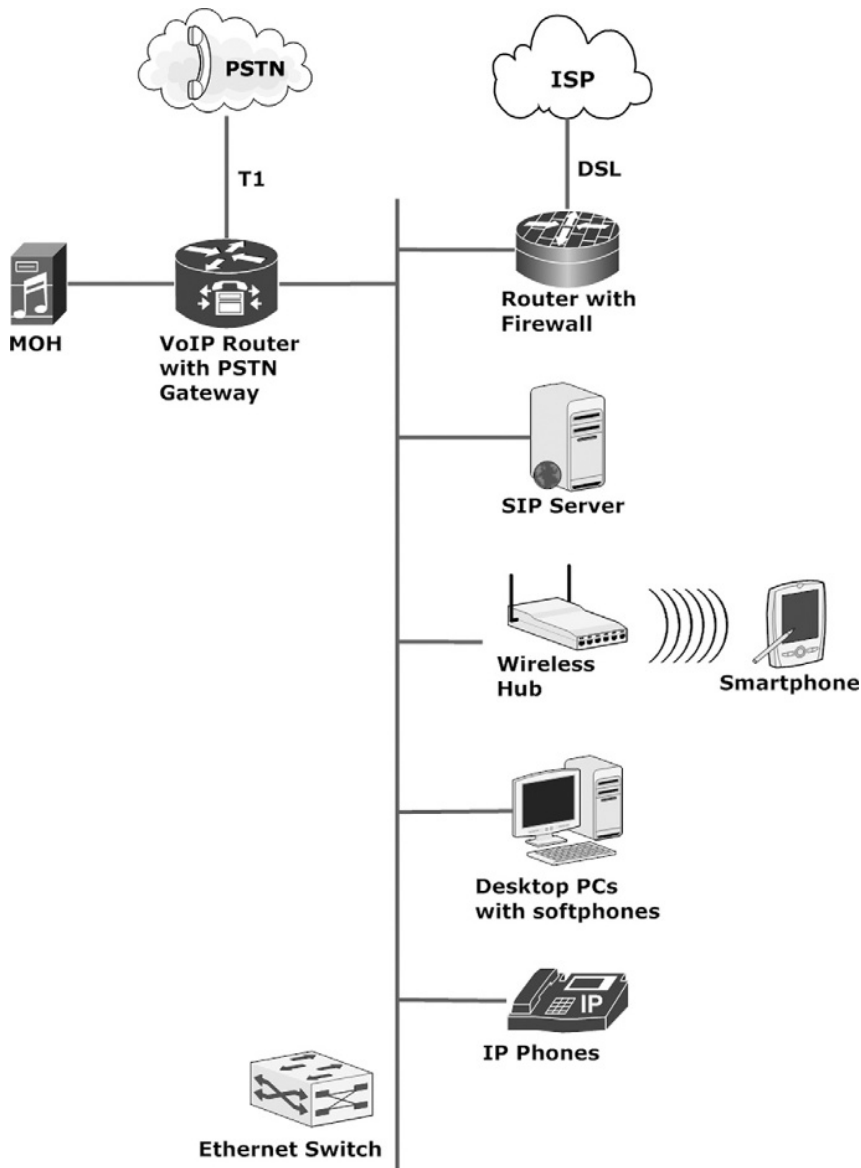 PSTN
ISP
T1
DSL
MOH
VoIP Router
with PSTN
Gateway
Router with
Firewall
SIP Server
Wireless
Hub
Smartphone
Desktop PCs
with softphones
IP
IP Phones
Ethernet Switch